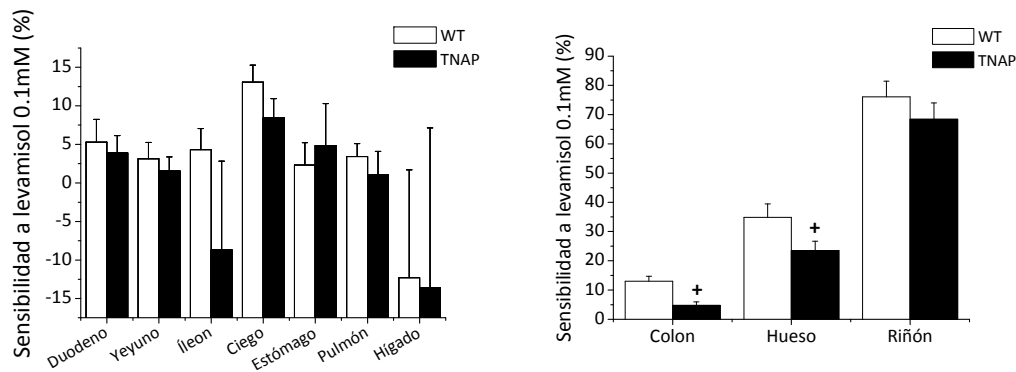 Sensibilidad a levamisol 0.1mM (%)
WT
TNAP
15
10
5
0
-5
-10
-15
Duodeno
Yeyuno
Íleon
Ciego
Estómago
Pulmón
Hígado
Sensibilidad a levamisol 0.1mM (%)
WT
TNAP
90
80
70
60
50
40
30
20
10
0
+
+
Colon
Hueso
Riñón